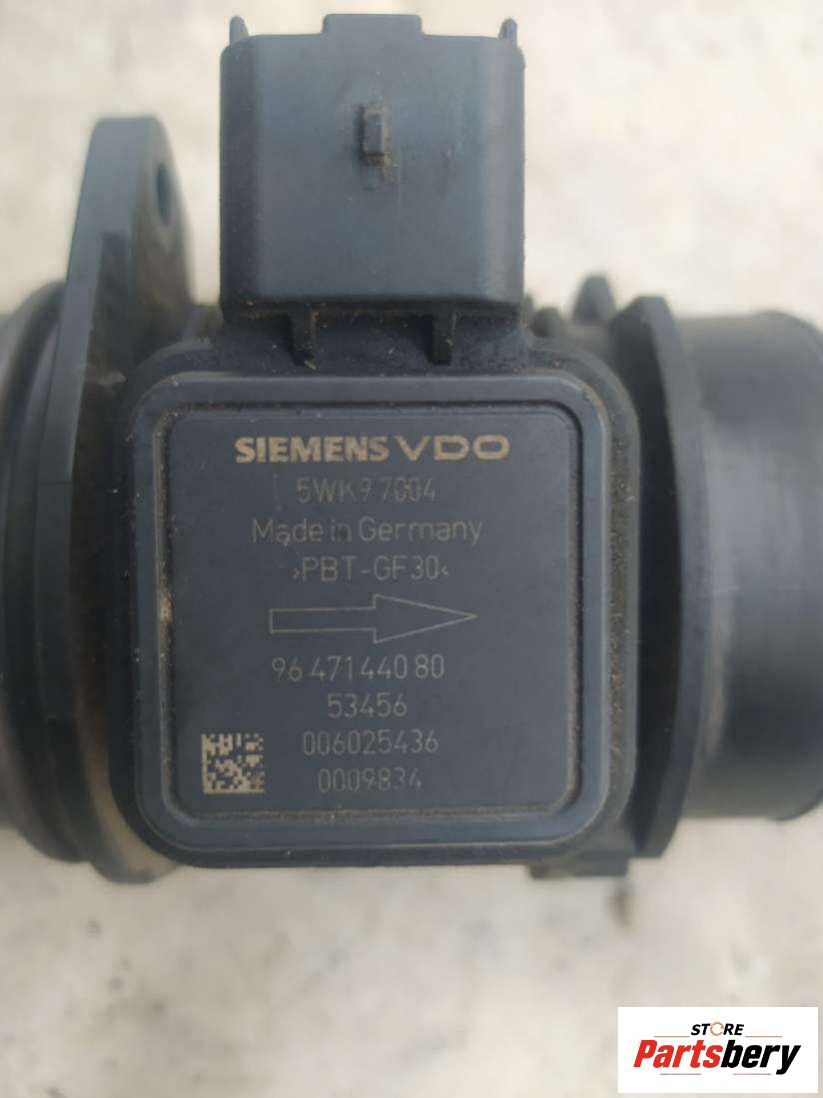 SIEMENS VDO
5WK9 7004
Made in Germany
›PBT-GF30‹
96 471440 80
53456
006025436
0009834
STORE
Partsbery